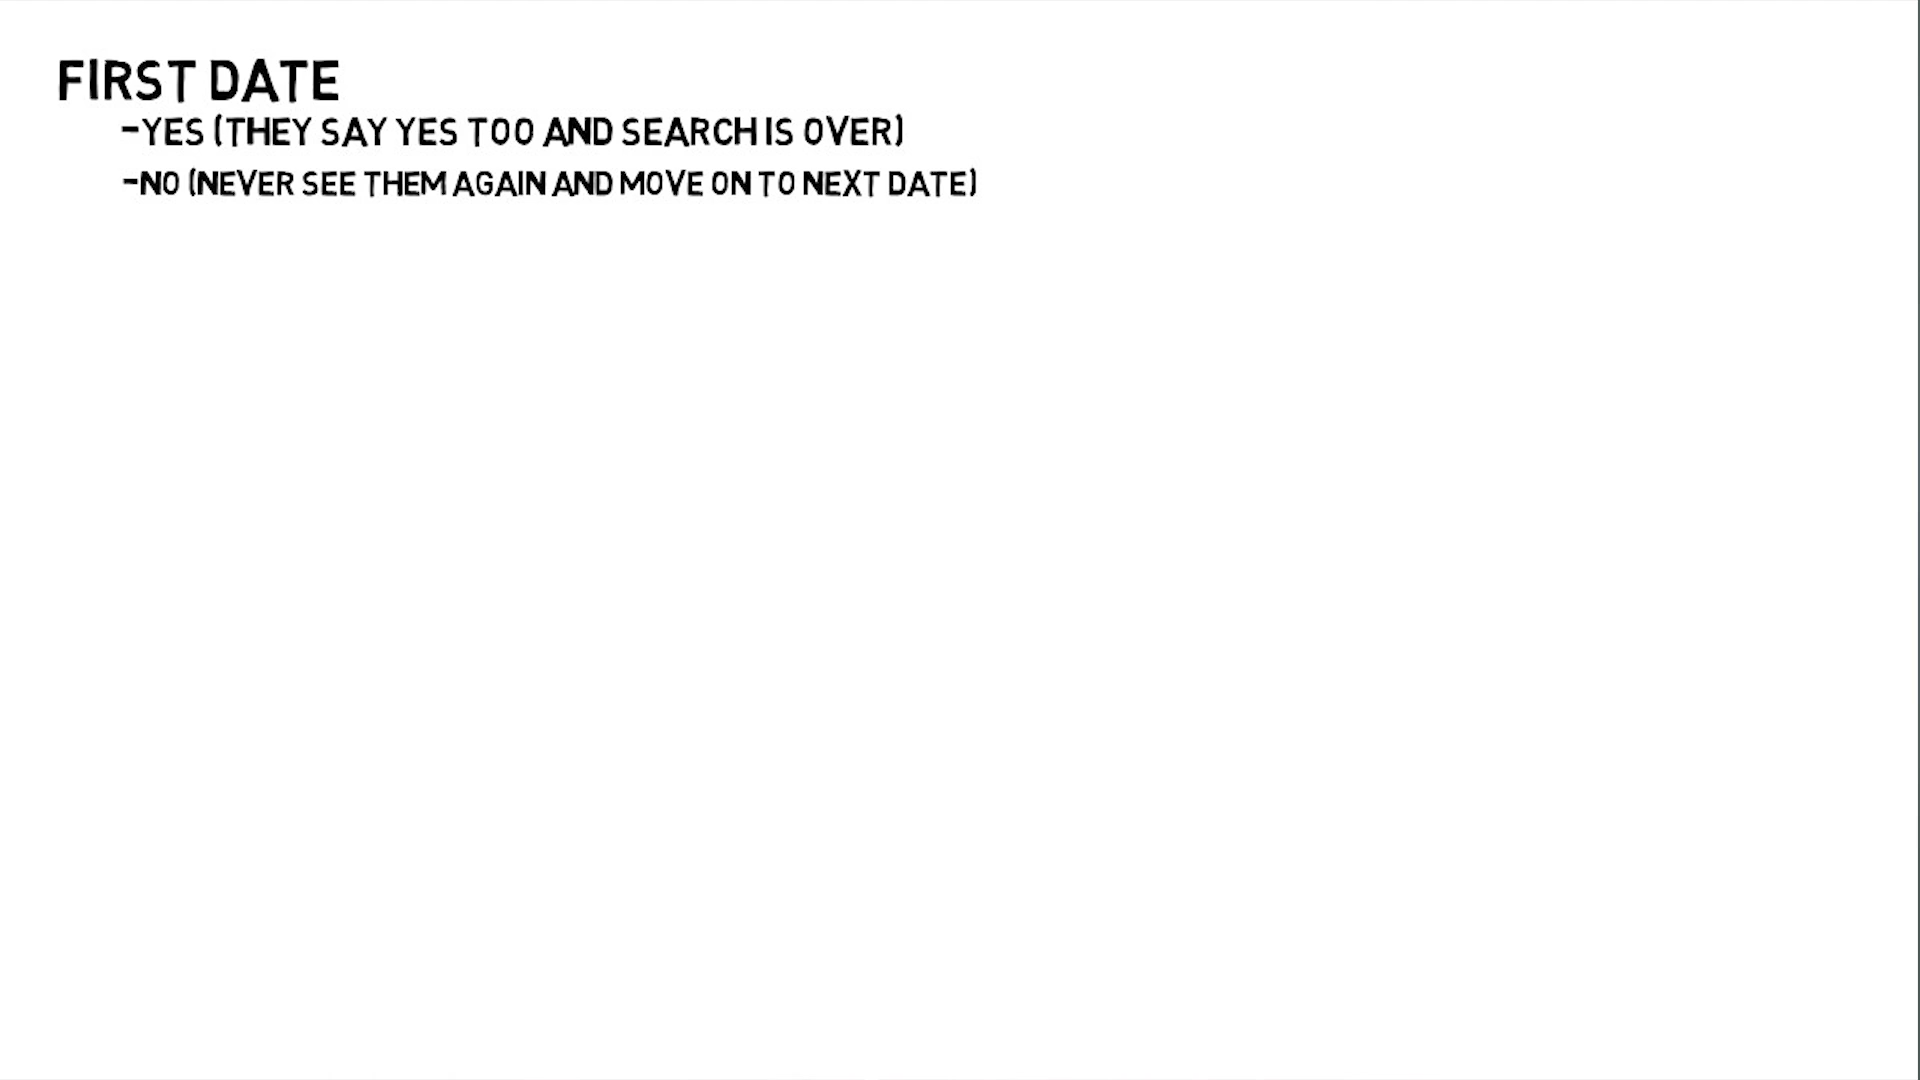 FIRST DATE
-YES (THEY SAY YES TOO AND SEARCH IS OVER)
-NO (NEVER SEE THEM AGAIN AND MOVE ON TO NEXT DATE)